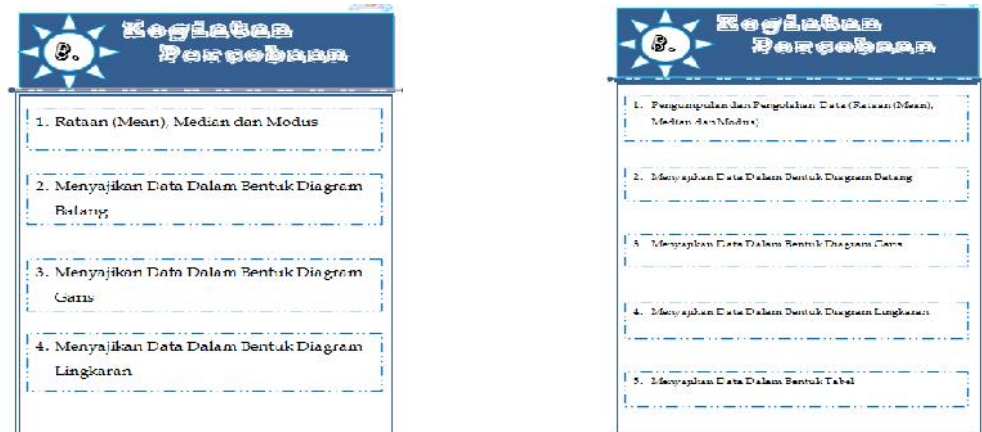 B.
Kegiatan
Percobaan
1. Rataan (Mean), Median dan Modus
2. Menyajikan Data Dalam Bentuk Diagram
Batang
3. Menyajikan Data Dalam Bentuk Diagram
Garis
4. Menyajikan Data Dalam Bentuk Diagram
Lingkaran
B.
Kegiatan
Percobaan
1. Pengumpulan dan Pengolahan Data (Rataan (Mean),
Median dan Modus)
2. Menyajikan Data Dalam Bentuk Diagram Batang
3. Menyajikan Data Dalam Bentuk Diagram Garis
4. Menyajikan Data Dalam Bentuk Diagram Lingkaran
5. Menyajikan Data Dalam Bentuk Tabel